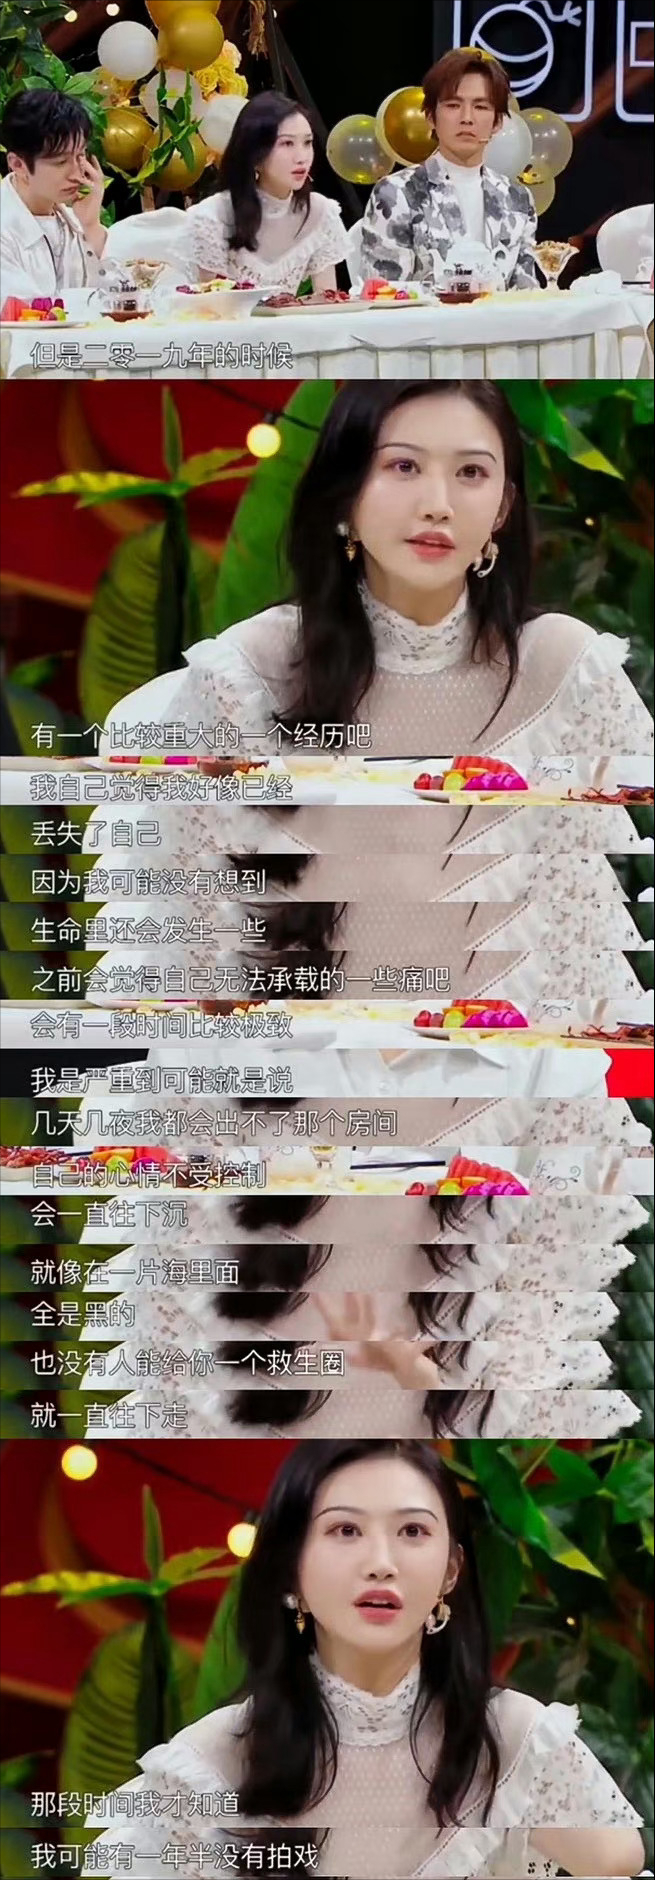 但是二零一九年的时候
有一个比较重大的一个经历吧
我自己觉得我好像已经
丢失了自己
因为我可能没有想到
生命里还会发生一些
之前会觉得自己无法承载的一些痛吧
会有一段时间比较极致
我是严重到可能就是说
几天几夜我都会出不了那个房间
自己的心情不受控制
会一直往下沉
就像在一片海里面
全是黑的
也没有人能给你一个救生圈
就一直往下走
那段时间我才知道
我可能有一年半没有拍戏